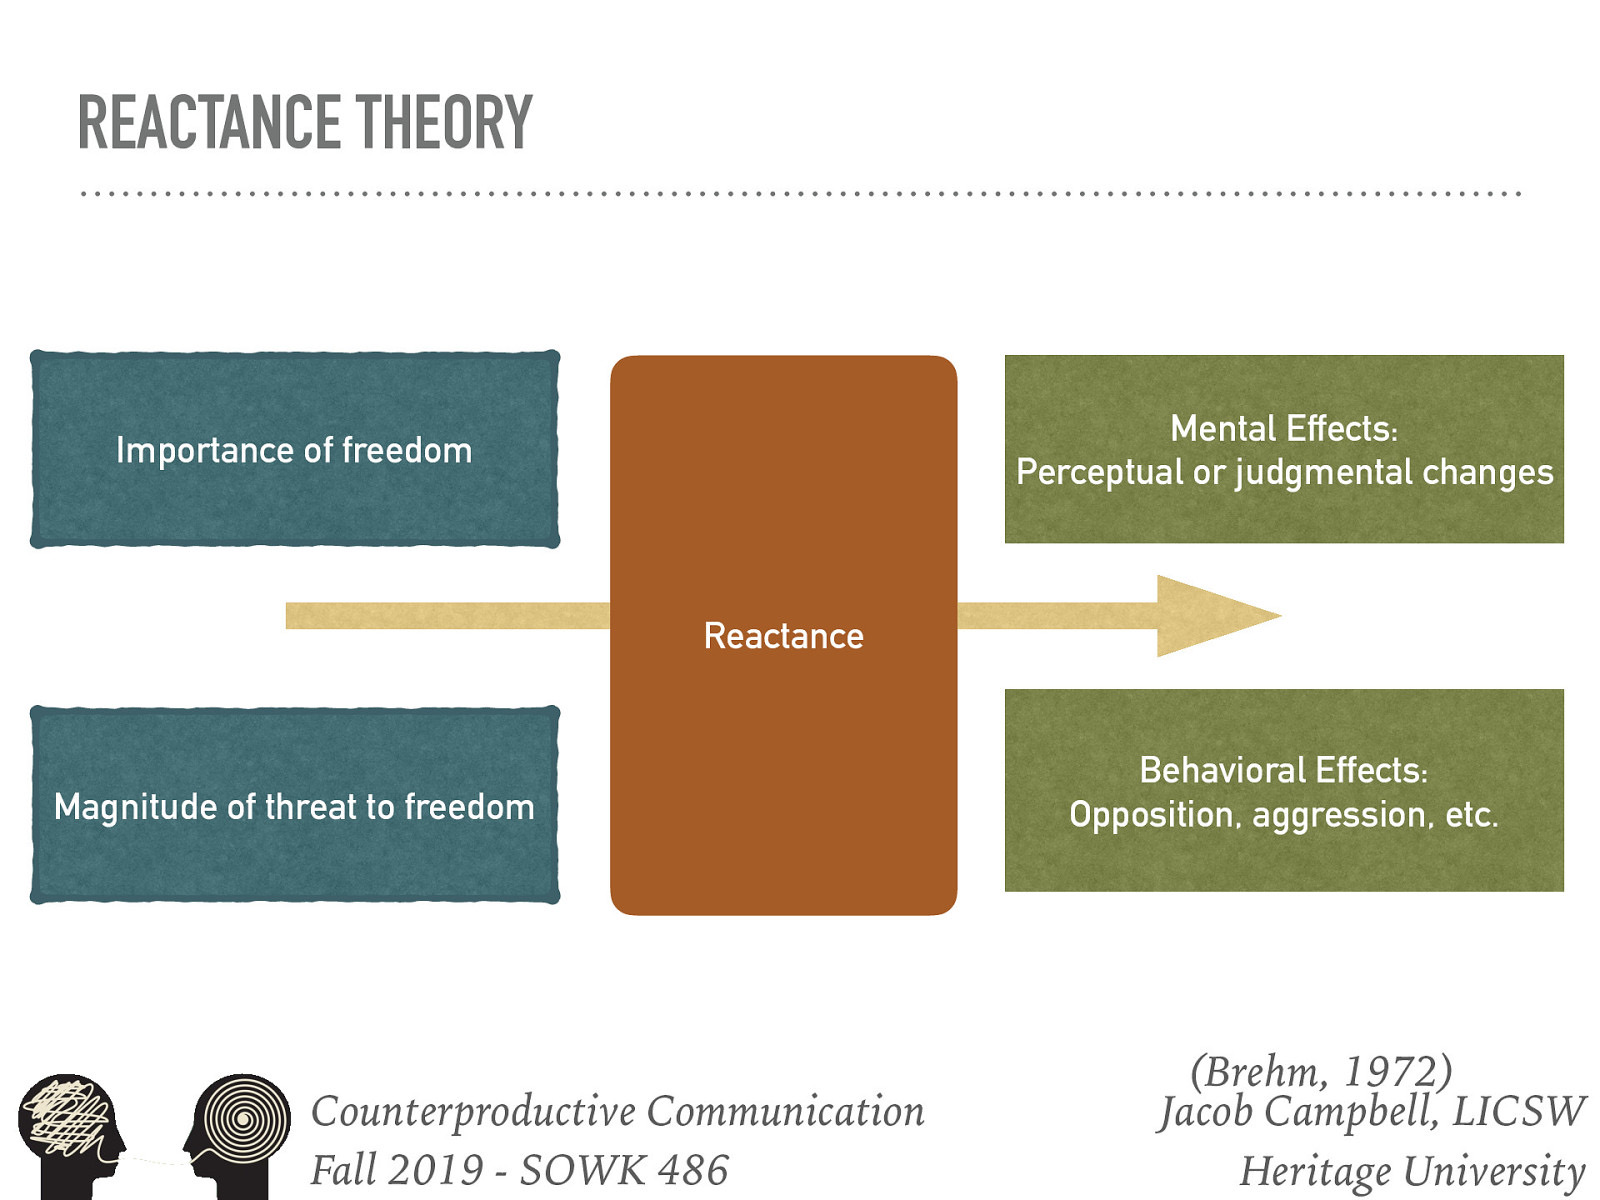 REACTANCE THEORY
Importance of freedom
Magnitude of threat to freedom
Reactance
Mental Effects:
Perceptual or judgmental changes
Behavioral Effects:
Opposition, aggression, etc.
(Brehm, 1972)
Counterproductive Communication
Fall 2019 - SOWK 486
Jacob Campbell, LICSW
Heritage University